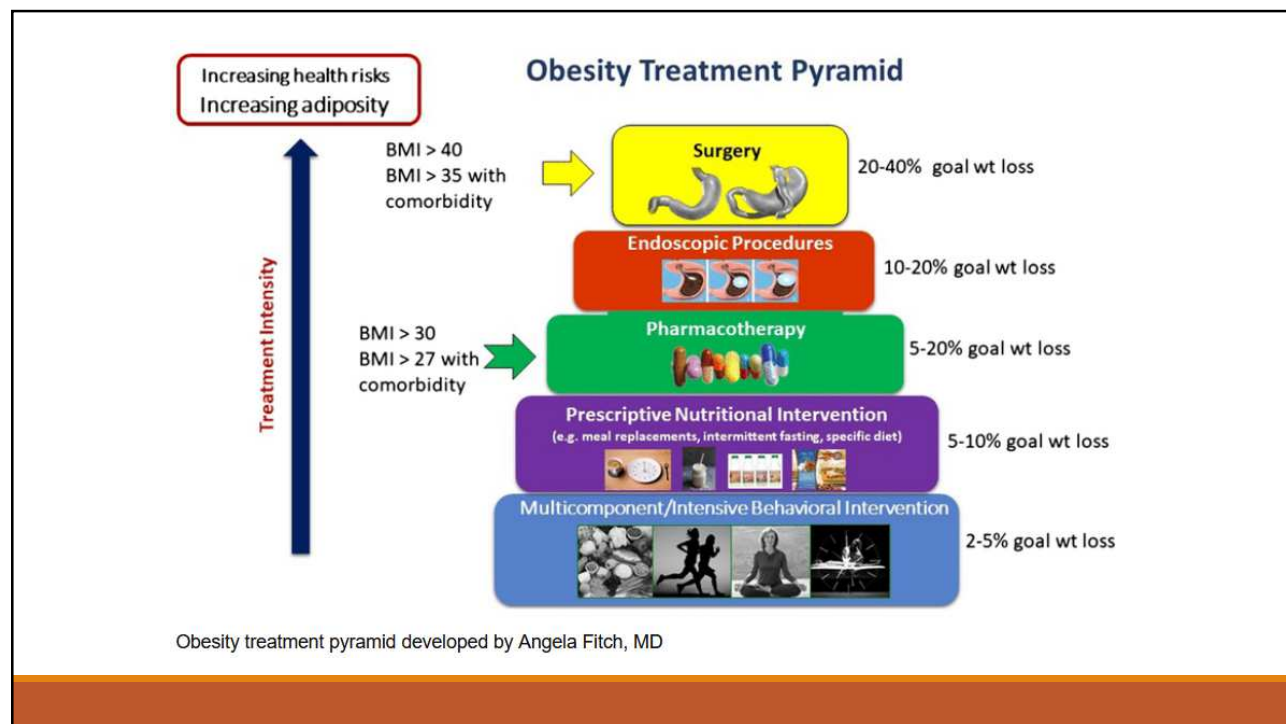 Increasing health risks
Increasing adiposity
Obesity Treatment Pyramid
Treatment Intensity
BMI > 40
BMI > 35 with
comorbidity
Surgery
20-40% goal wt loss
Endoscopic Procedures
10-20% goal wt loss
BMI > 30
BMI > 27 with
comorbidity
Pharmacotherapy
5-20% goal wt loss
Prescriptive Nutritional Intervention
(e.g. meal replacements, intermittent fasting, specific diet)
5-10% goal wt loss
Multicomponent/Intensive Behavioral Intervention
2-5% goal wt loss
Obesity treatment pyramid developed by Angela Fitch, MD